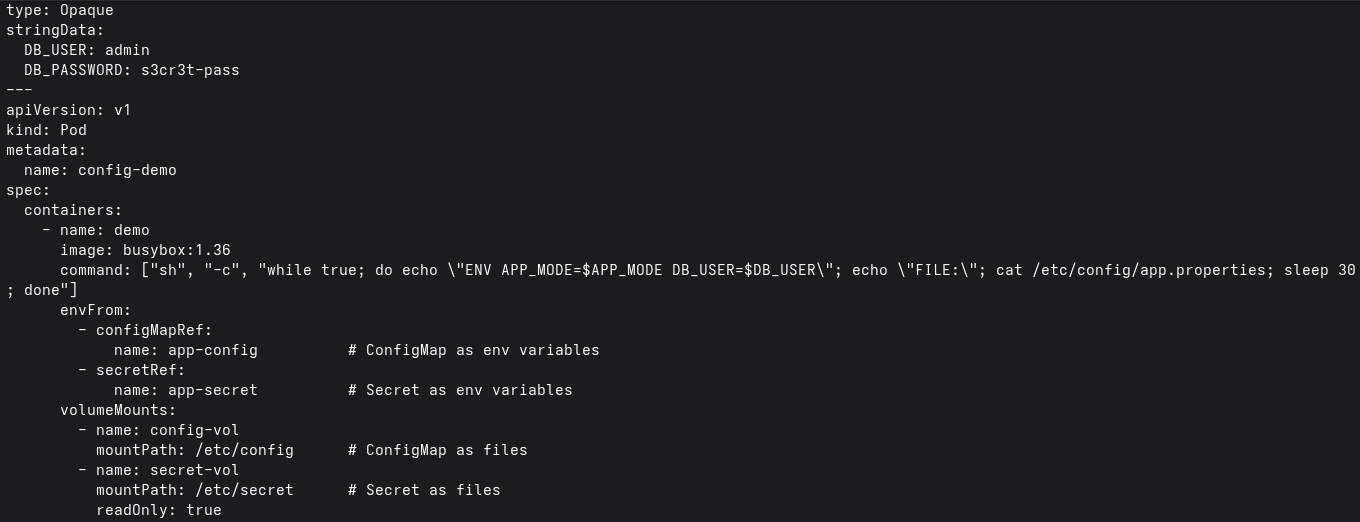 type: Opaque
stringData:
  DB_USER: admin
  DB_PASSWORD: s3cr3t-pass
---
apiVersion: v1
kind: Pod
metadata:
  name: config-demo
spec:
  containers:
    - name: demo
      image: busybox:1.36
      command: ["sh", "-c", "while true; do echo \"ENV APP_MODE=$APP_MODE DB_USER=$DB_USER\"; echo \"FILE:\"; cat /etc/config/app.properties; sleep 30
; done"]
      envFrom:
        - configMapRef:
            name: app-config          # ConfigMap as env variables
        - secretRef:
            name: app-secret          # Secret as env variables
      volumeMounts:
        - name: config-vol
          mountPath: /etc/config      # ConfigMap as files
        - name: secret-vol
          mountPath: /etc/secret      # Secret as files
          readOnly: true